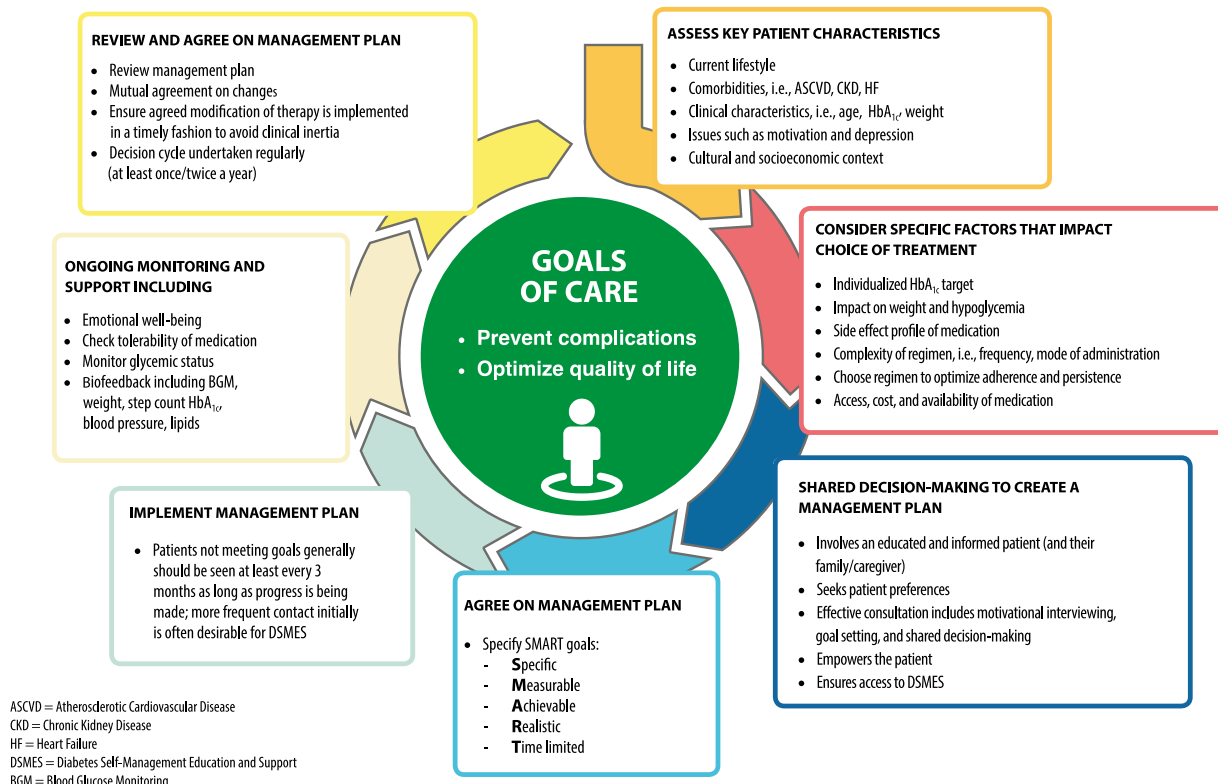 REVIEW AND AGREE ON MANAGEMENT PLAN
• Review management plan
• Mutual agreement on changes
• Ensure agreed modification of therapy is implemented
in a timely fashion to avoid clinical inertia
• Decision cycle undertaken regularly
(at least once/twice a year)
ASSESS KEY PATIENT CHARACTERISTICS
• Current lifestyle
• Comorbidities, i.e., ASCVD, CKD, HF
• Clinical characteristics, i.e., age, HbA1c, weight
• Issues such as motivation and depression
• Cultural and socioeconomic context
CONSIDER SPECIFIC FACTORS THAT IMPACT
CHOICE OF TREATMENT
• Individualized HbA1c target
• Impact on weight and hypoglycemia
• Side effect profile of medication
• Complexity of regimen, i.e., frequency, mode of administration
• Choose regimen to optimize adherence and persistence
• Access, cost, and availability of medication
SHARED DECISION-MAKING TO CREATE A
MANAGEMENT PLAN
• Involves an educated and informed patient (and their
family/caregiver)
• Seeks patient preferences
• Effective consultation includes motivational interviewing,
goal setting, and shared decision-making
• Empowers the patient
• Ensures access to DSMES
AGREE ON MANAGEMENT PLAN
• Specify SMART goals:
- Specific
- Measurable
- Achievable
- Realistic
- Time limited
IMPLEMENT MANAGEMENT PLAN
• Patients not meeting goals generally
should be seen at least every 3
months as long as progress is being
made; more frequent contact initially
is often desirable for DSMES
ONGOING MONITORING AND
SUPPORT INCLUDING
• Emotional well-being
• Check tolerability of medication
• Monitor glycemic status
• Biofeedback including BGM,
weight, step count HbA1c,
blood pressure, lipids
GOALS
OF CARE
• Prevent complications
• Optimize quality of life
ASCVD = Atherosclerotic Cardiovascular Disease
CKD = Chronic Kidney Disease
HF = Heart Failure
DSMES = Diabetes Self-Management Education and Support
BGM = Blood Glucose Monitoring